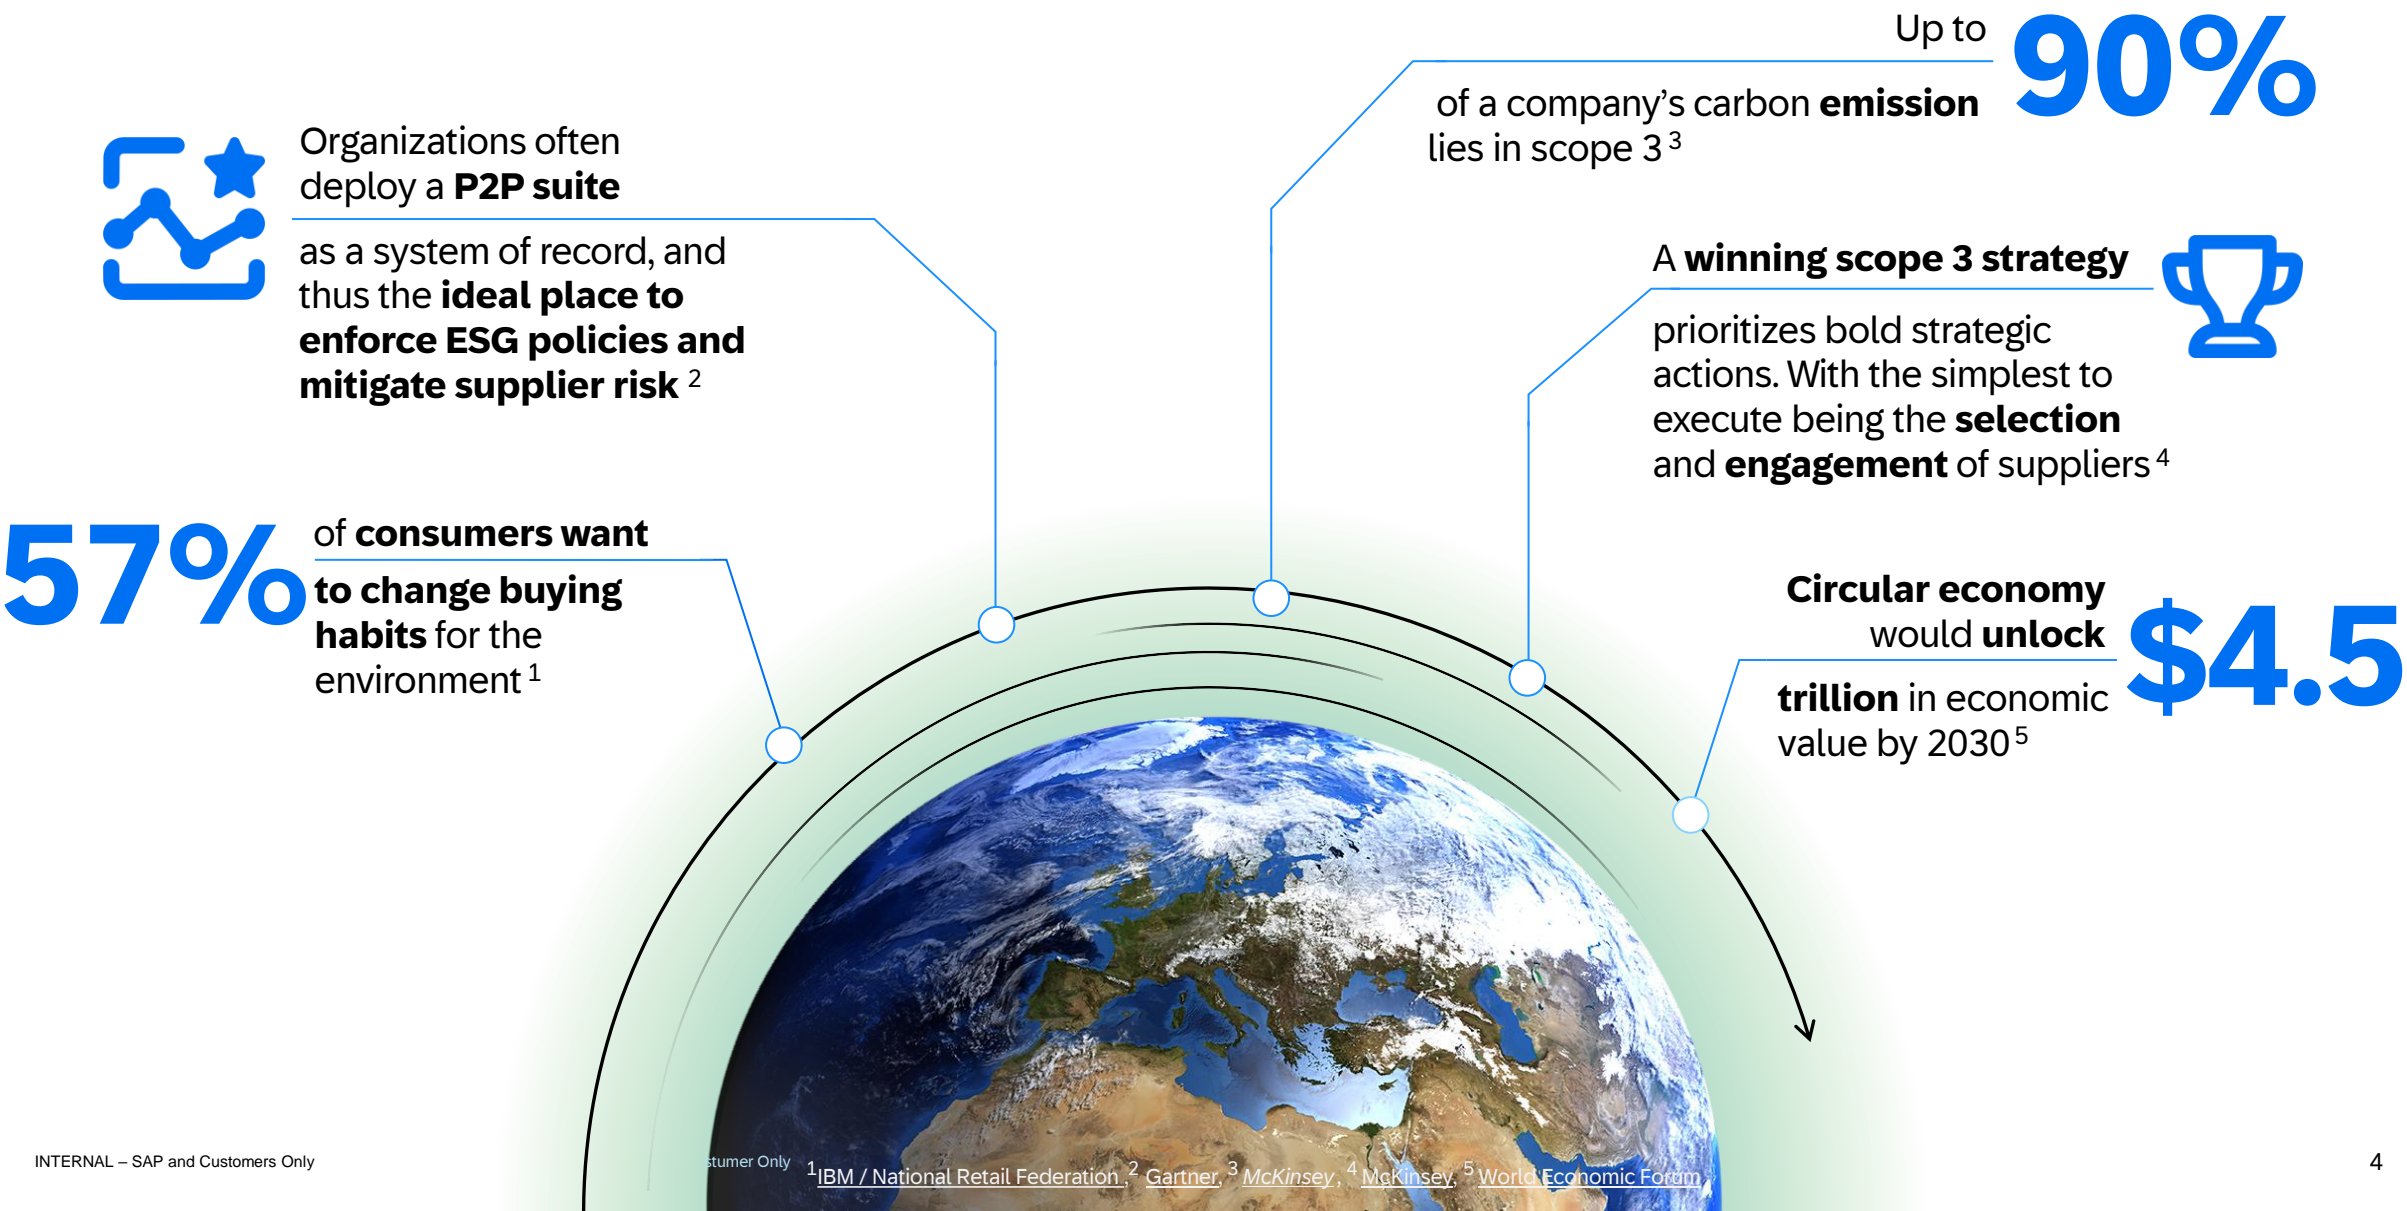 Organizations often
deploy a P2P suite
as a system of record, and
thus the ideal place to
enforce ESG policies and
mitigate supplier risk 2
57% of consumers want
to change buying
habits for the
environment 1
Up to 90%
of a company’s carbon emission
lies in scope 3 3
A winning scope 3 strategy
prioritizes bold strategic
actions. With the simplest to
execute being the selection
and engagement of suppliers 4
Circular economy
would unlock
$4.5
trillion in economic
value by 2030 5
INTERNAL – SAP and Customers Only
stumer Only
1 IBM / National Retail Federation , 2 Gartner, 3 McKinsey , 4 McKinsey, 5 World Economic Forum
4